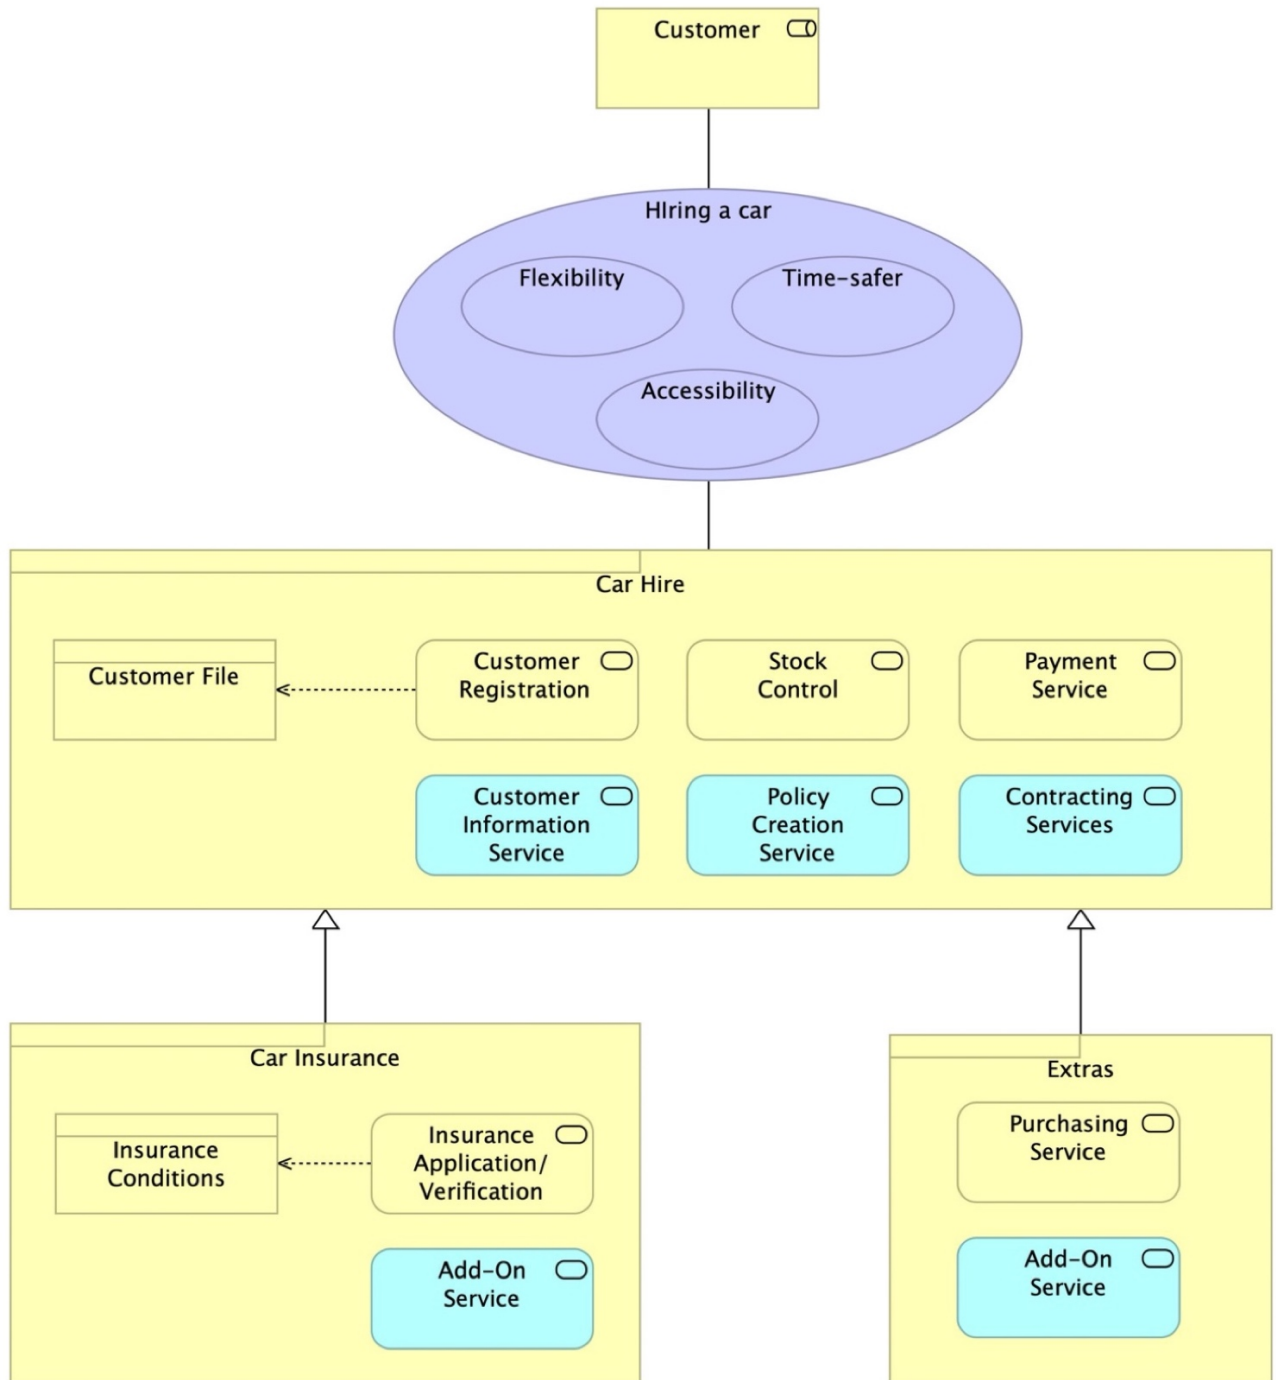 Customer
HIring a car
Flexibility
Time-safer
Accessibility
Car Hire
Customer File
Customer
Registration
Stock
Control
Payment
Service
Customer
Information
Service
Policy
Creation
Service
Contracting
Services
Car Insurance
Insurance
Conditions
Insurance
Application/
Verification
Add-On
Service
Extras
Purchasing
Service
Add-On
Service